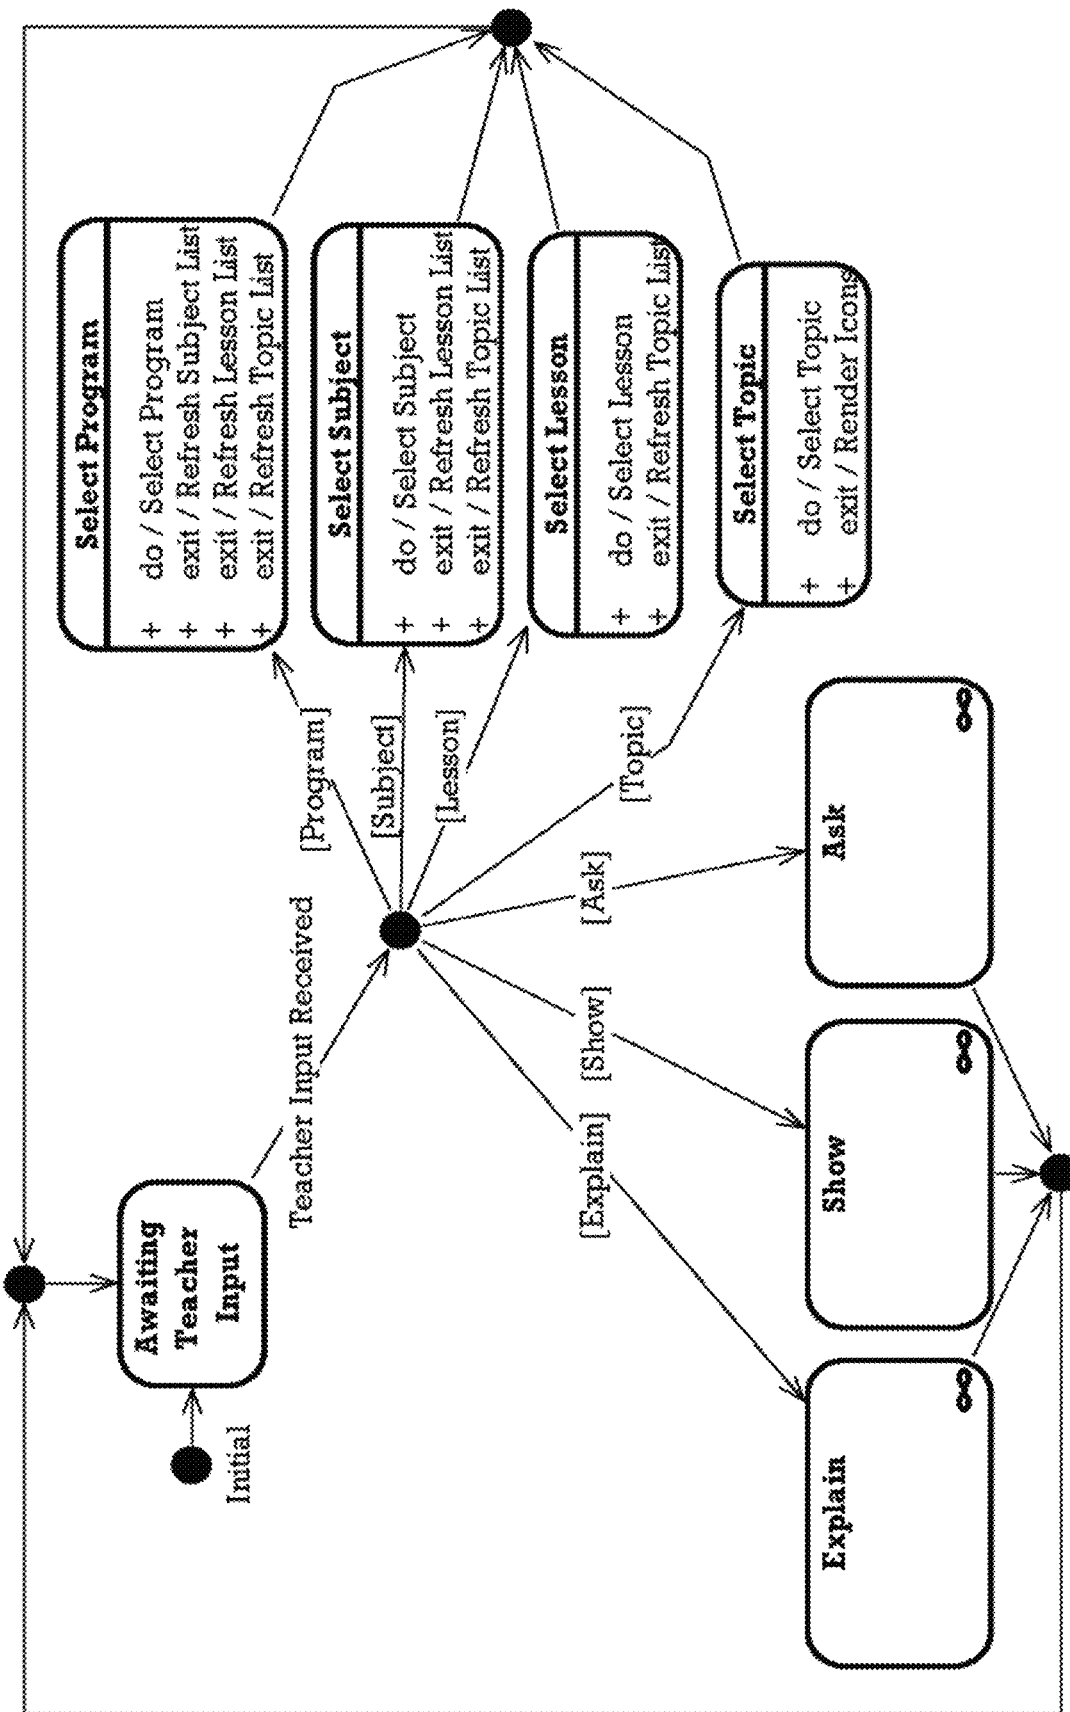 Initial
Awaiting
Teacher
Input
Teacher Input Received
[Program]
[Subject]
[Lesson]
[Topic]
[Ask]
[Show]
[Explain]
Select Program
+ do / Select Program
+ exit / Refresh Subject List
+ exit / Refresh Lesson List
+ exit / Refresh Topic List
Select Subject
+ do / Select Subject
+ exit / Refresh Lesson List
+ exit / Refresh Topic List
Select Lesson
+ do / Select Lesson
+ exit / Refresh Topic List
Select Topic
+ do / Select Topic
+ exit / Render Icons
Explain
Show
Ask